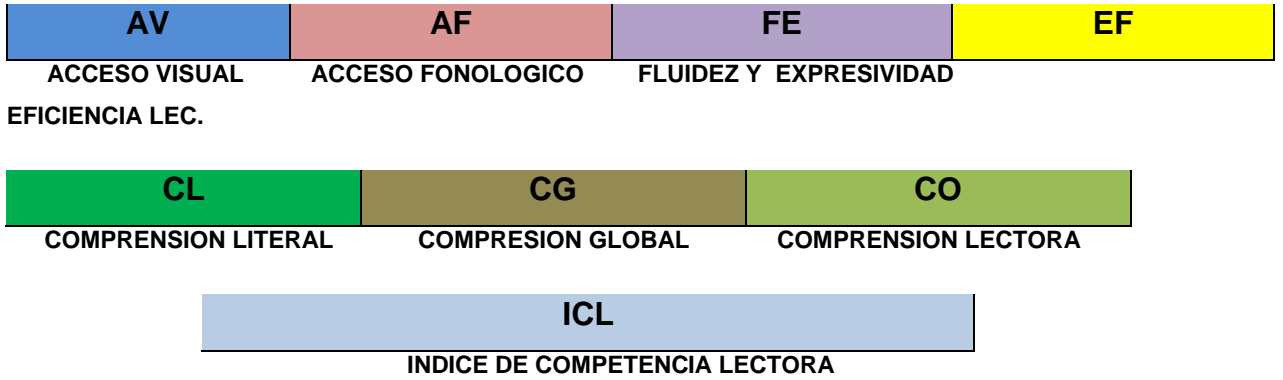 AV AF FE EF
ACCESO VISUAL ACCESO FONOLOGICO FLUIDEZ Y EXPRESIVIDAD
EFICIENCIA LEC.
CL CG CO
COMPRENSION LITERAL COMPRESION GLOBAL COMPRENSION LECTORA
ICL
INDICE DE COMPETENCIA LECTORA